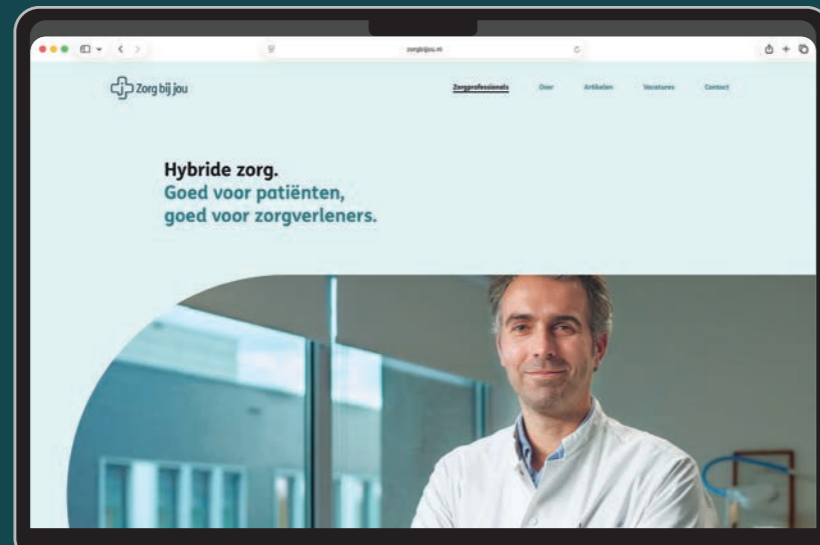 zorgbijjou.nl
Zorg bij jou
Zorgprofessionals Over Artikelen Vacatures Contact
Hybride zorg.
Goed voor patiënten,
goed voor zorgverleners.